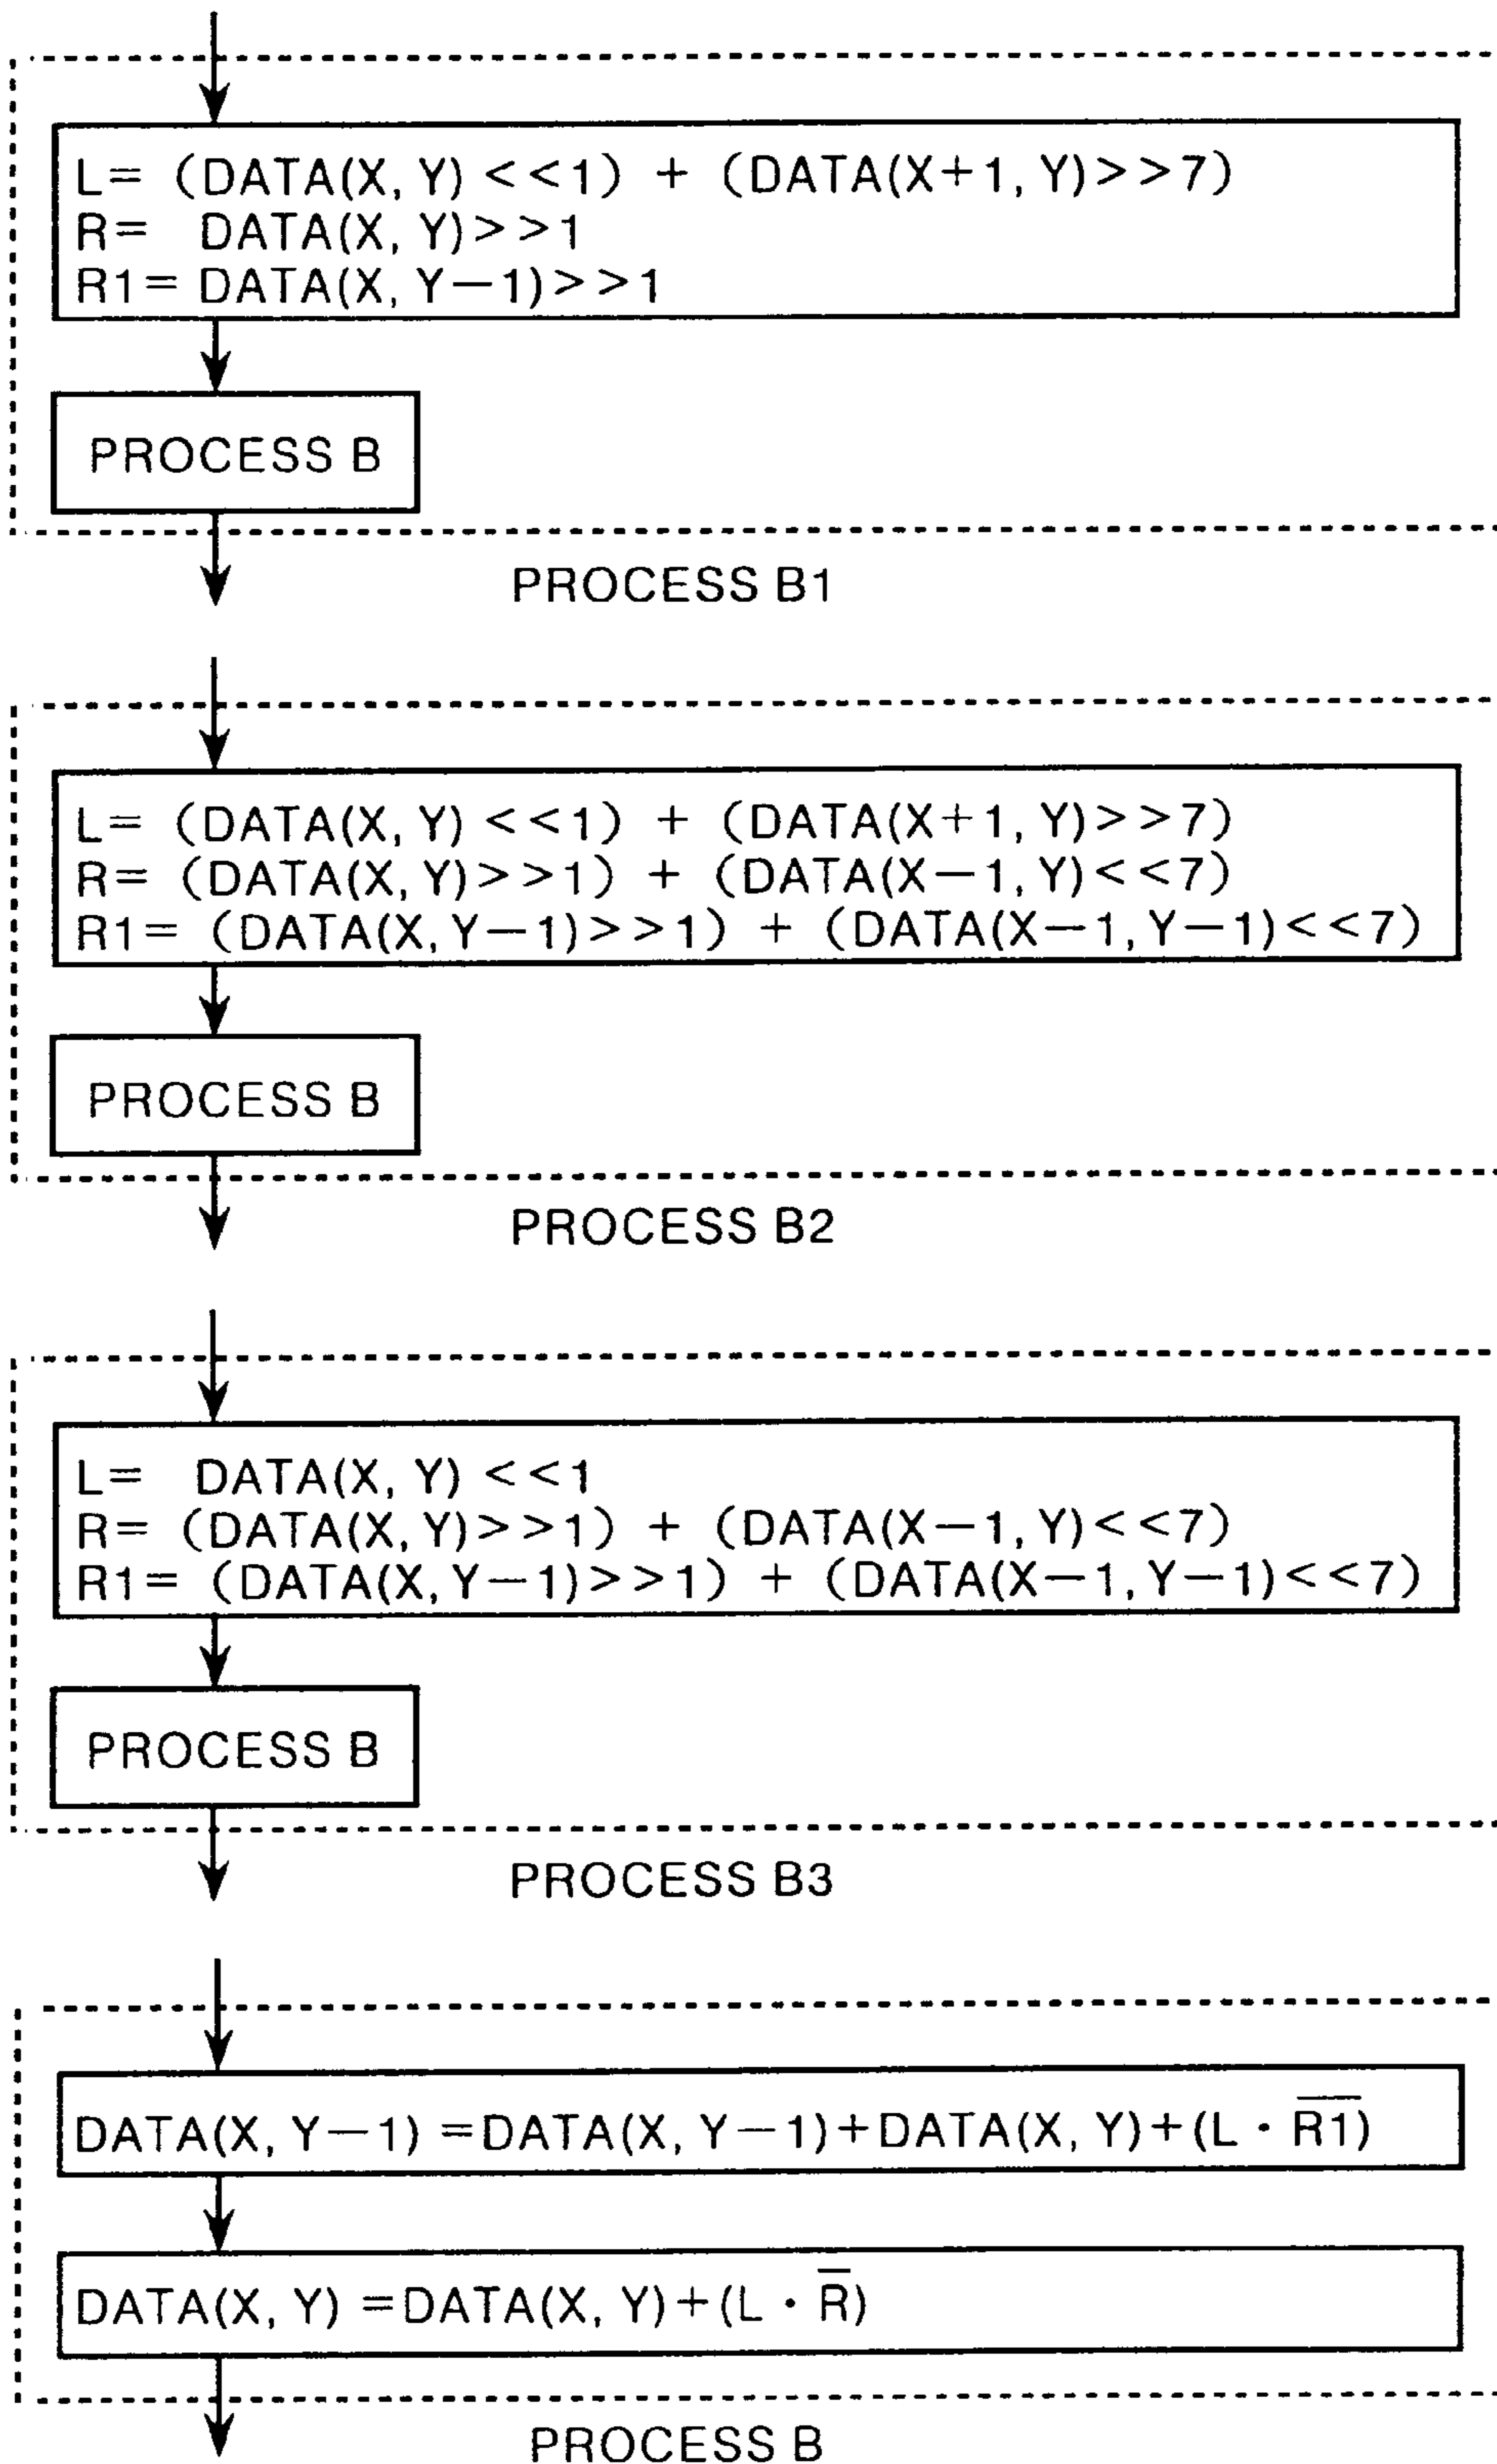 L= (DATA(X, Y) <<1) + (DATA(X+1, Y)>>7)
R= DATA(X, Y)>>1
R1= DATA(X, Y−1)>>1
PROCESS B
PROCESS B1
L= (DATA(X, Y) <<1) + (DATA(X+1, Y)>>7)
R= (DATA(X, Y)>>1) + (DATA(X−1, Y)<<7)
R1= (DATA(X, Y−1)>>1) + (DATA(X−1, Y−1)<<7)
PROCESS B
PROCESS B2
L= DATA(X, Y) <<1
R= (DATA(X, Y)>>1) + (DATA(X−1, Y)<<7)
R1= (DATA(X, Y−1)>>1) + (DATA(X−1, Y−1)<<7)
PROCESS B
PROCESS B3
DATA(X, Y−1) =DATA(X, Y−1)+DATA(X, Y)+(L · R̅1̅)
DATA(X, Y) =DATA(X, Y)+(L · R̅)
PROCESS B